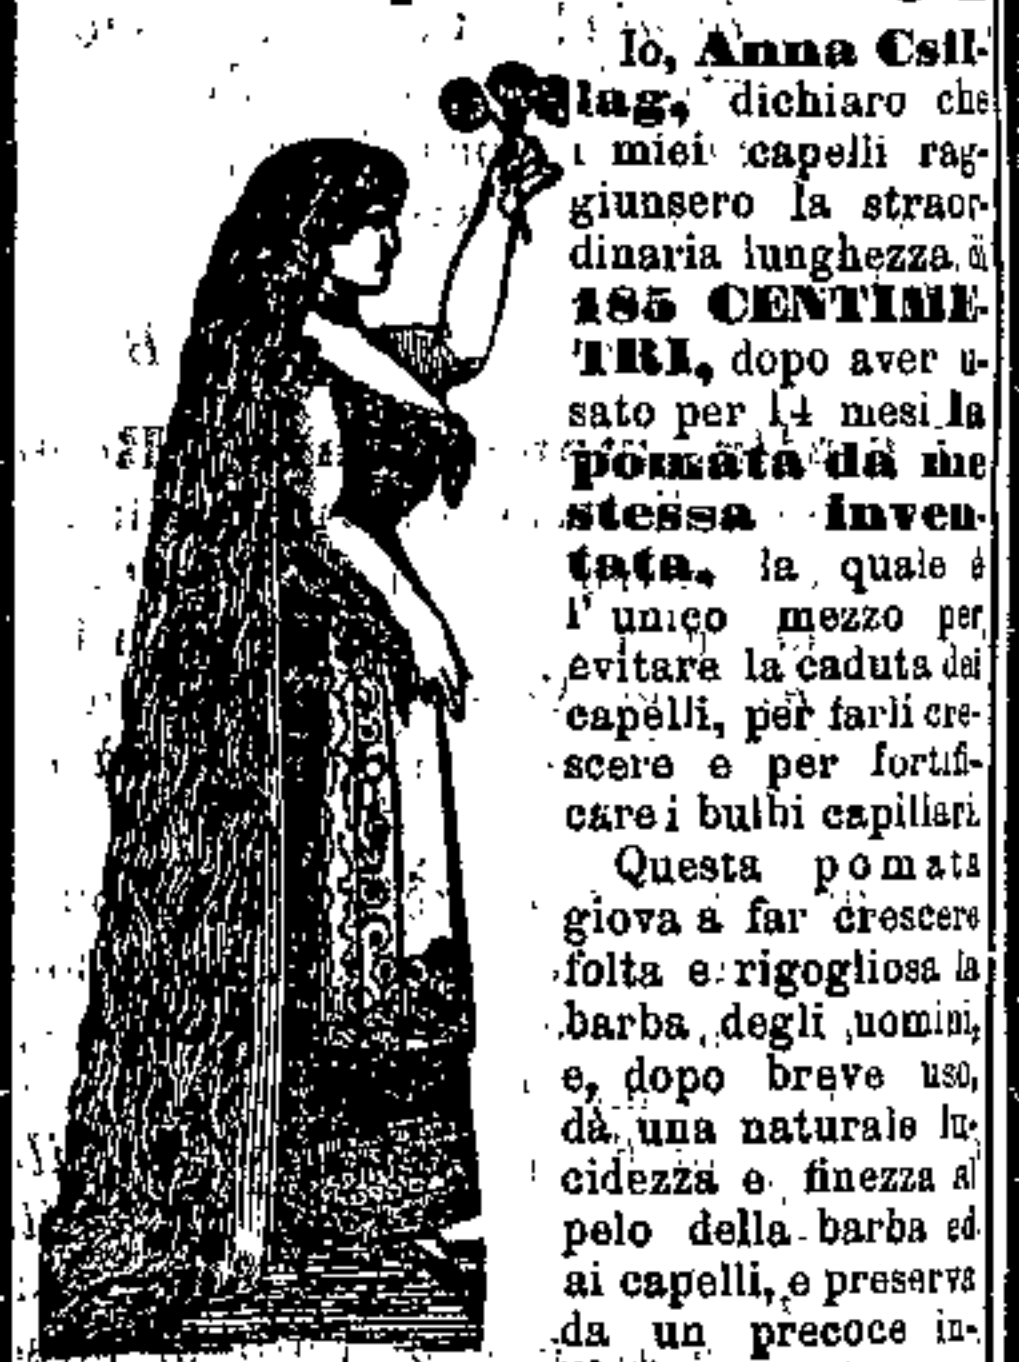 Io, Anna Csil-
lag, dichiaro che
i miei capelli rag-
giunsero la straor-
dinaria lunghezza di
185 CENTIME-
TRI, dopo aver u-
sato per 14 mesi la
pomata da me
stessa inven-
tata, la quale è
l' unico mezzo per
evitare la caduta dei
capelli, per farli cre-
scere e per fortifi-
care i bulbi capillari.
Questa pomata
giova a far crescere
folta e rigogliosa la
barba degli uomini,
e, dopo breve uso,
dà una naturale lu-
cidezza e finezza al
pelo della barba ed
ai capelli, e preserva
da un precoce in-